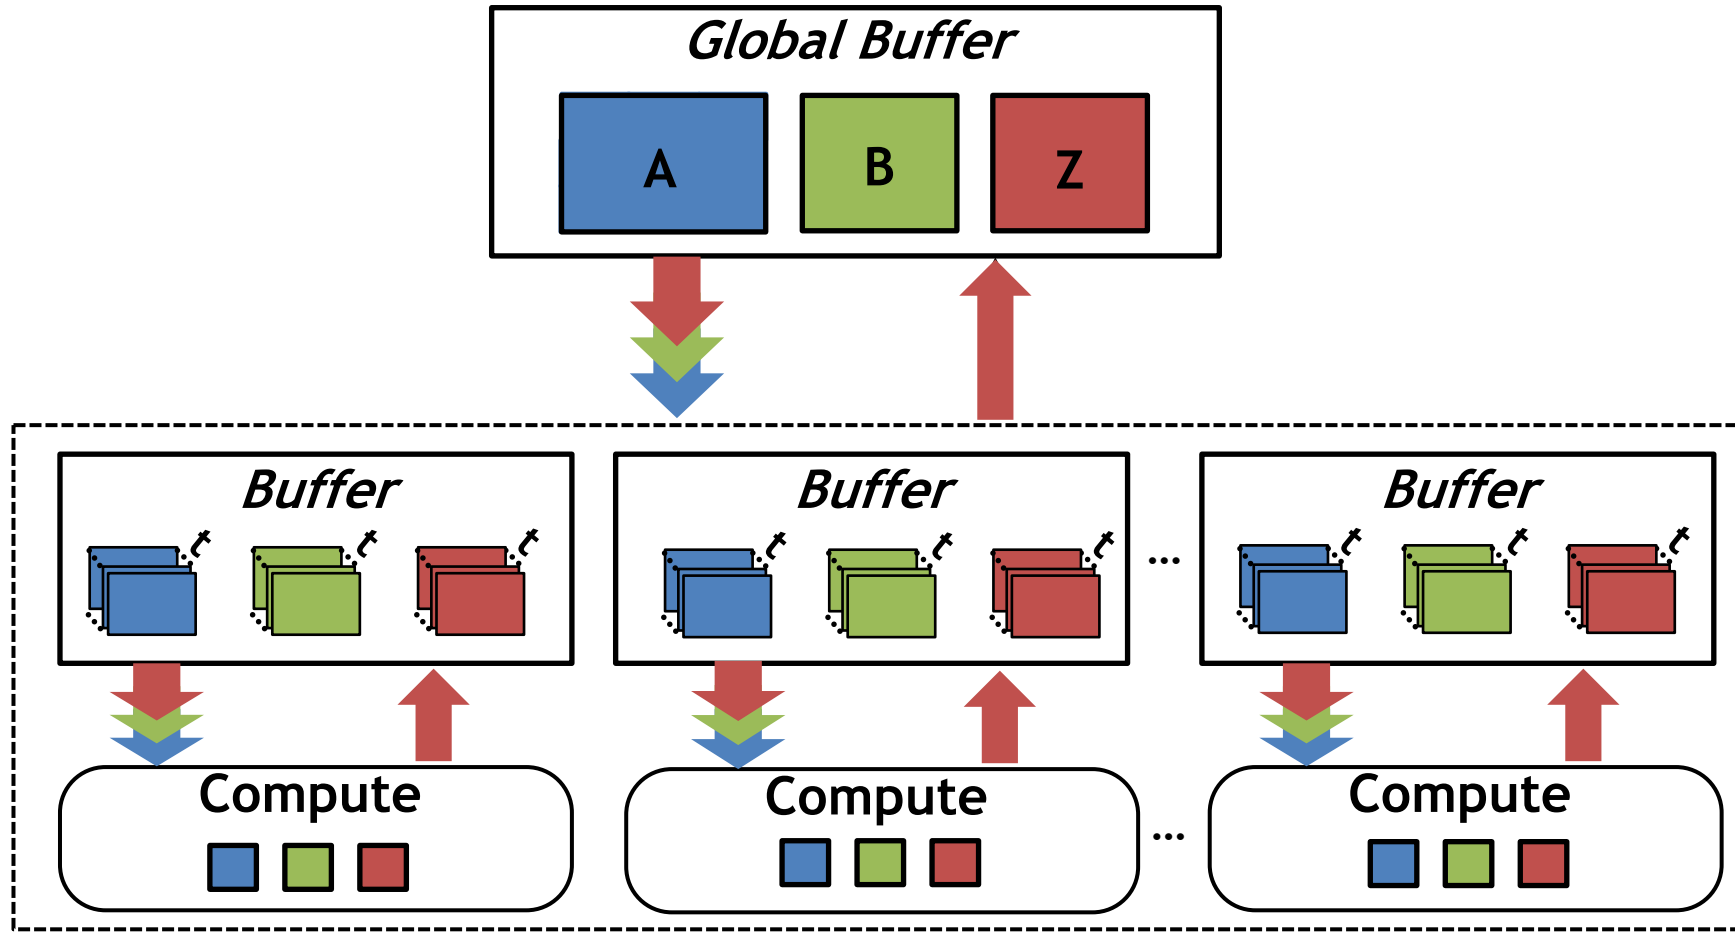 Global Buffer
A B Z
Buffer Buffer Buffer
t t t t t t ... t t t
Compute Compute ... Compute